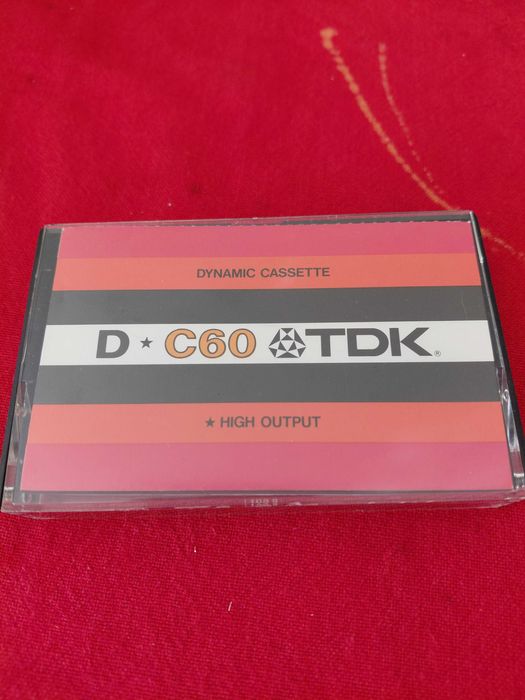 DYNAMIC CASSETTE
D ★ C60 TDK®
★ HIGH OUTPUT